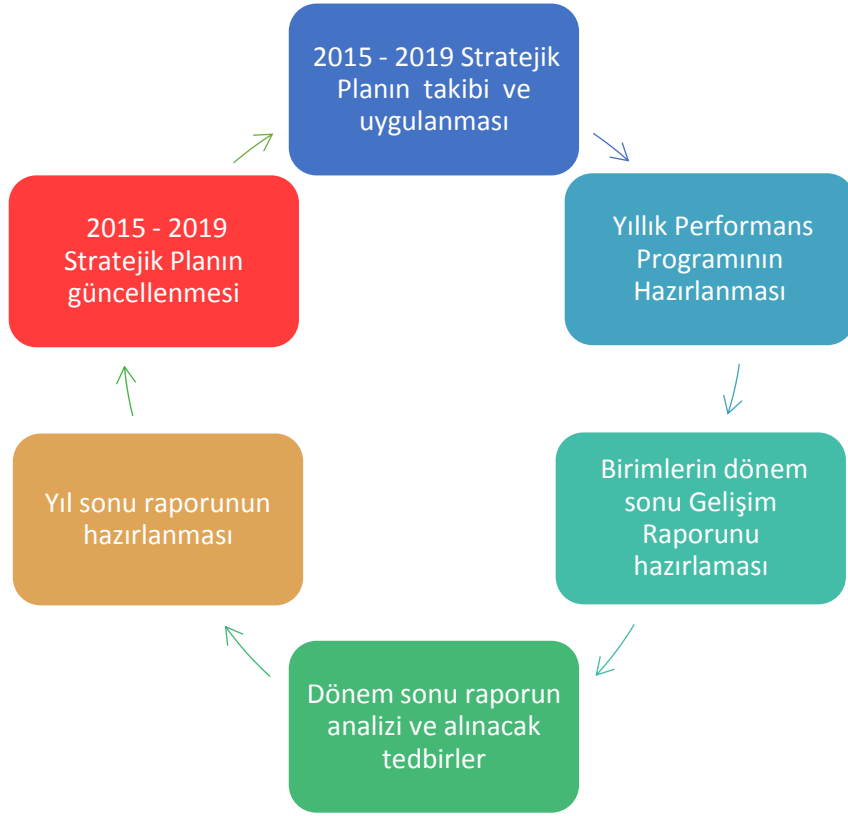 2015 - 2019 Stratejik
Planın takibi ve
uygulanması
Yıllık Performans
Programının
Hazırlanması
Birimlerin dönem
sonu Gelişim
Raporunu
hazırlaması
Dönem sonu raporun
analizi ve alınacak
tedbirler
Yıl sonu raporunun
hazırlanması
2015 - 2019
Stratejik Planın
güncellenmesi